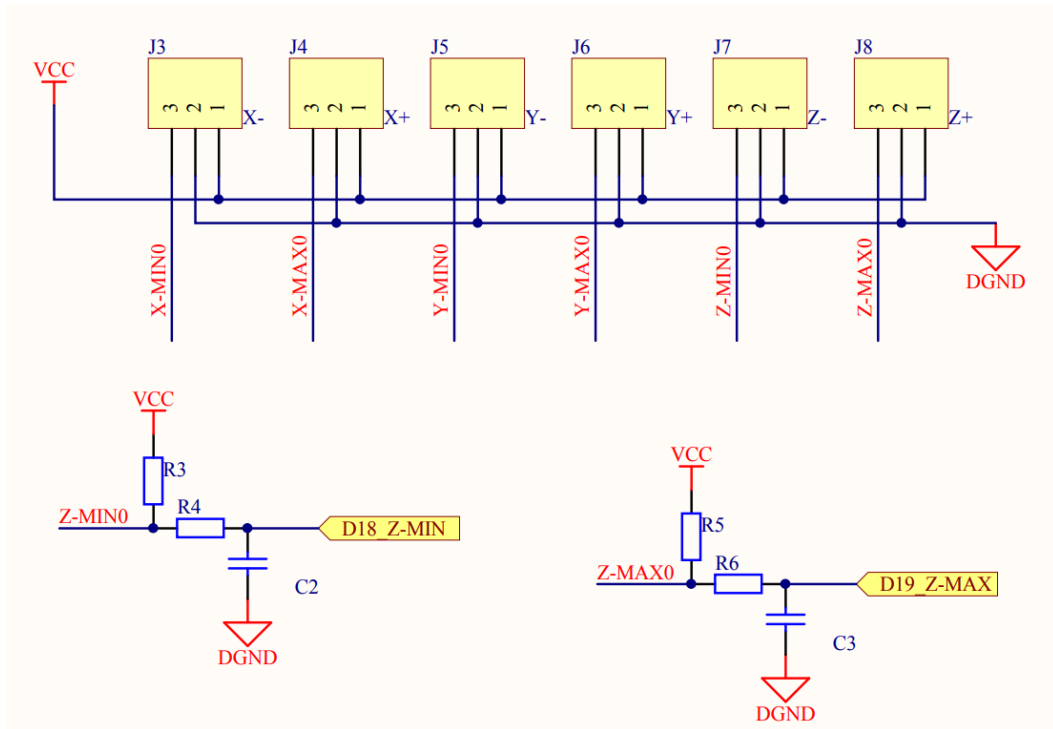 J3 J4 J5 J6 J7 J8
VCC
3 2 1 3 2 1 3 2 1 3 2 1 3 2 1 3 2 1
X- X+ Y- Y+ Z- Z+
X-MIN0 X-MAX0 Y-MIN0 Y-MAX0 Z-MIN0 Z-MAX0
DGND
VCC
R3
R4
Z-MIN0
D18_Z-MIN
C2
DGND
VCC
R5
R6
Z-MAX0
D19_Z-MAX
C3
DGND